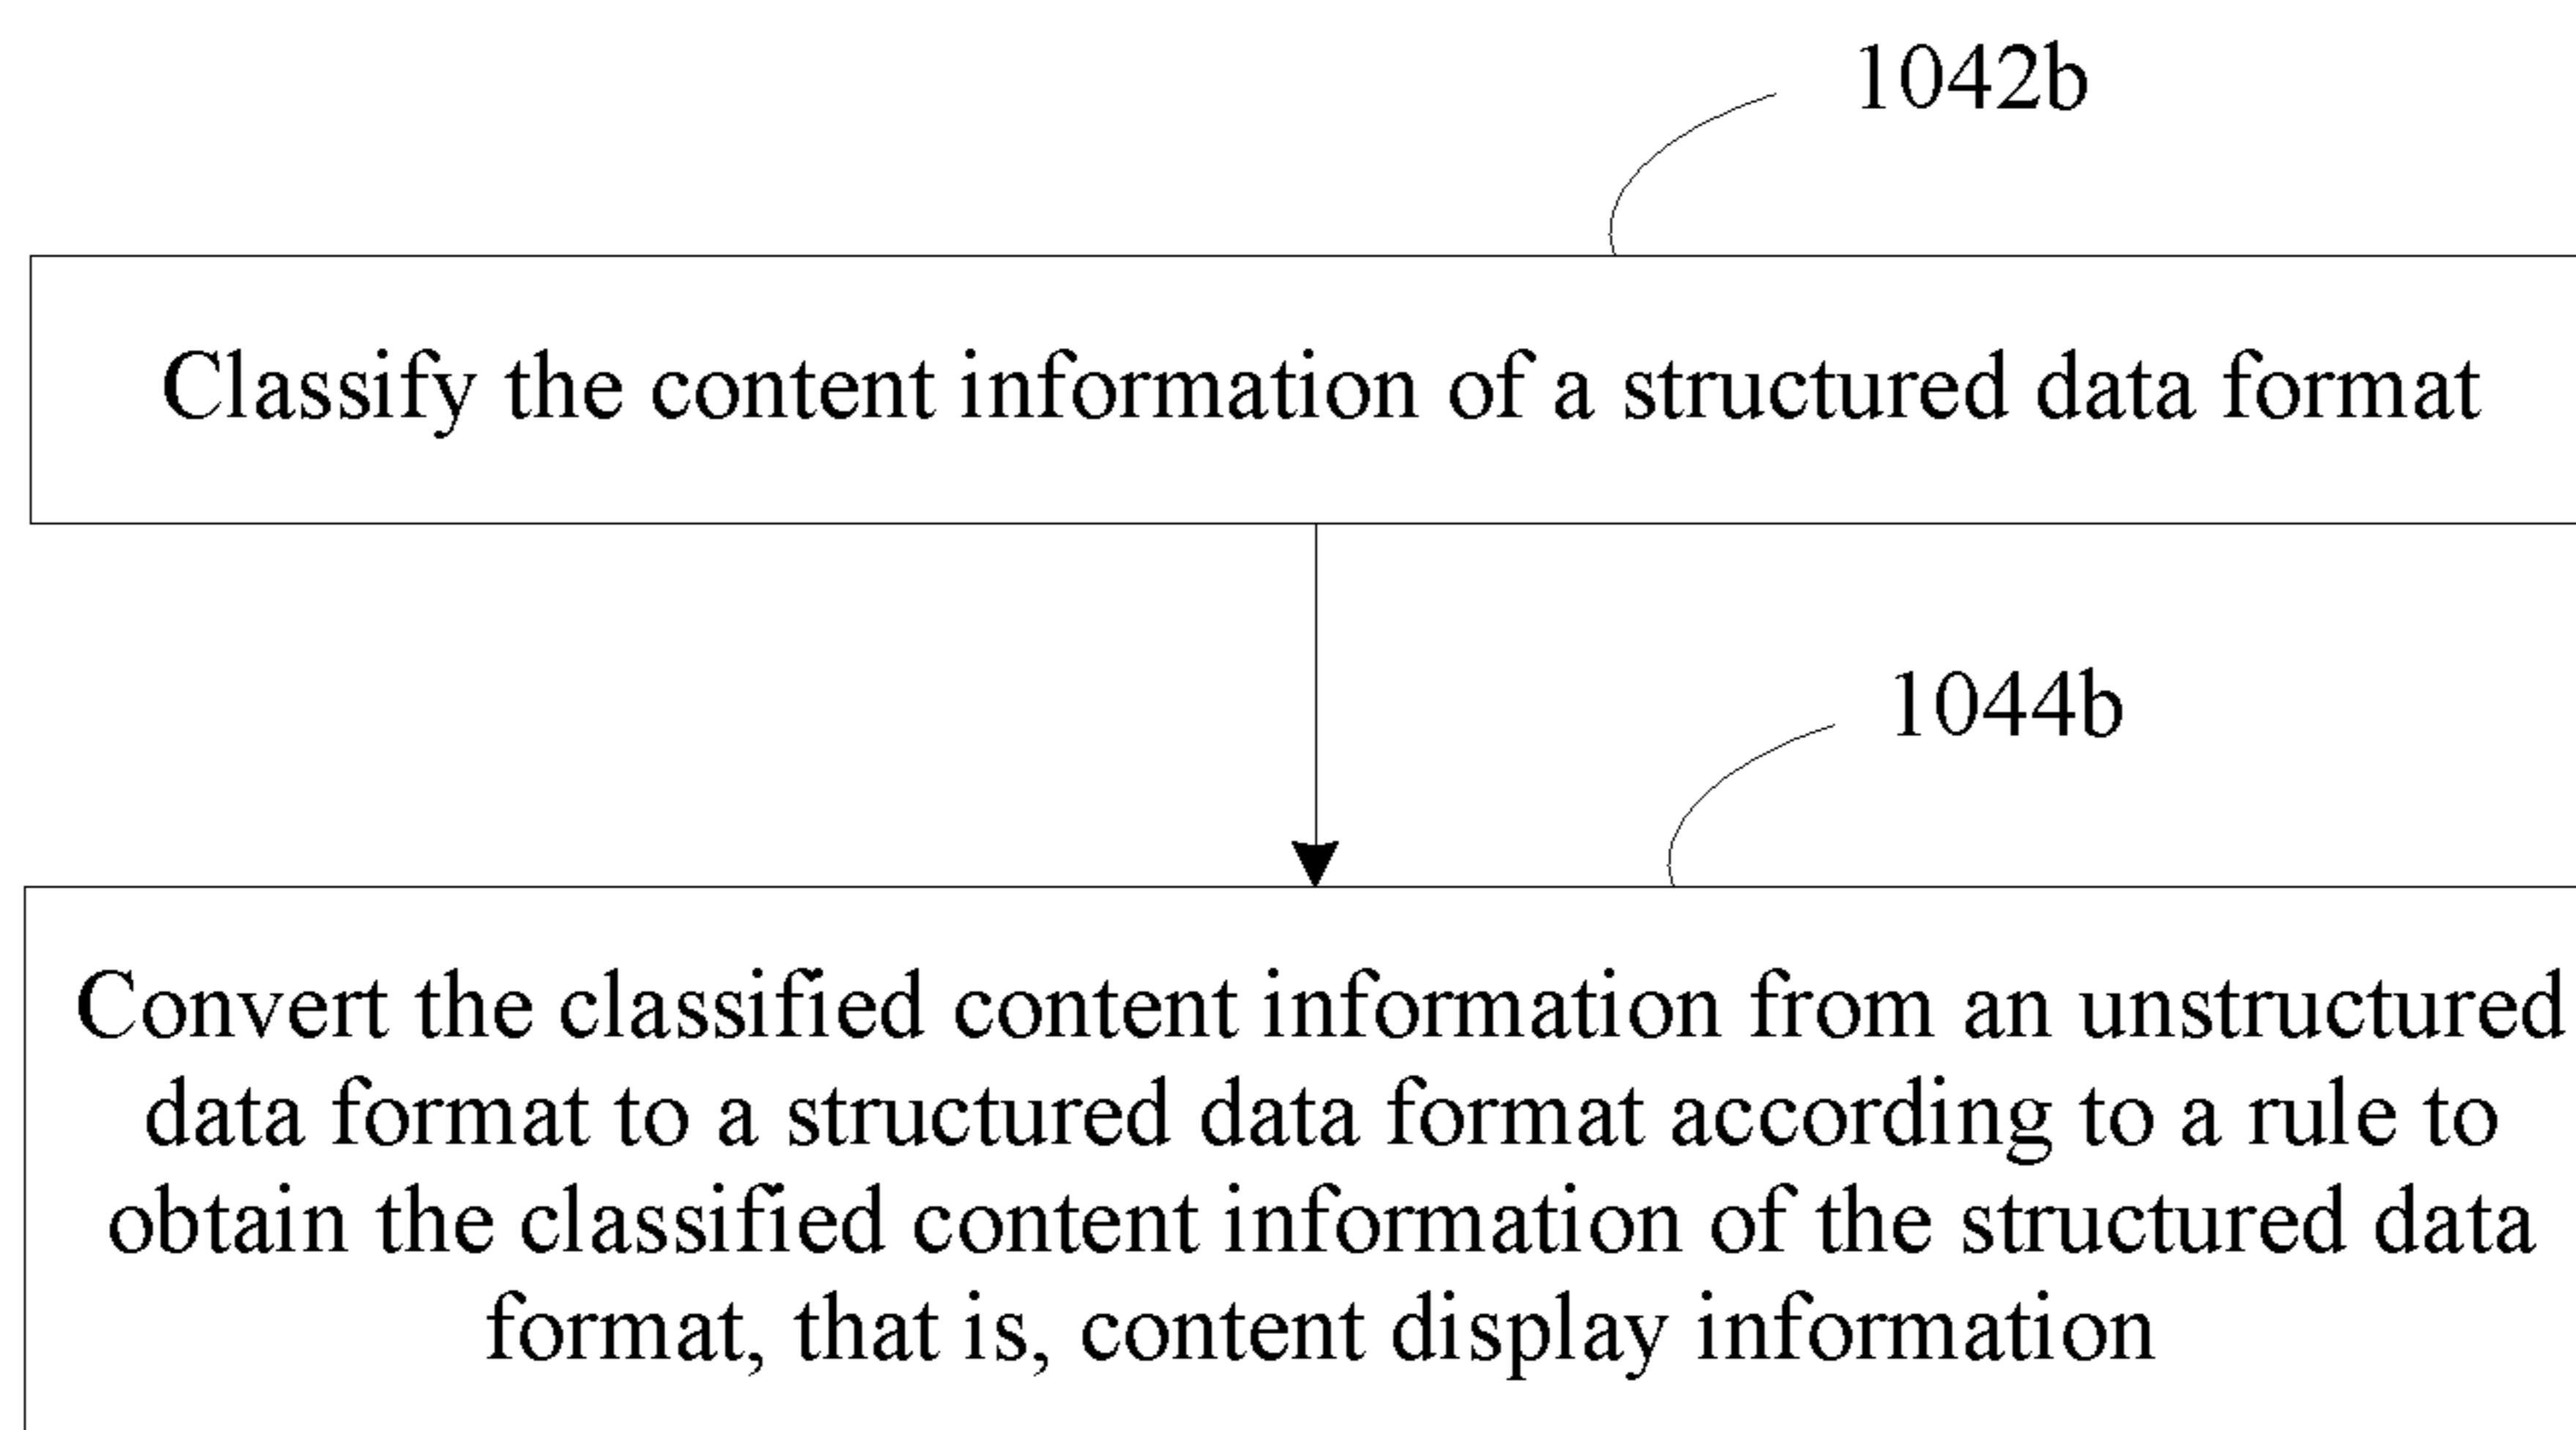 1042b
Classify the content information of a structured data format
1044b
Convert the classified content information from an unstructured
data format to a structured data format according to a rule to
obtain the classified content information of the structured data
format, that is, content display information